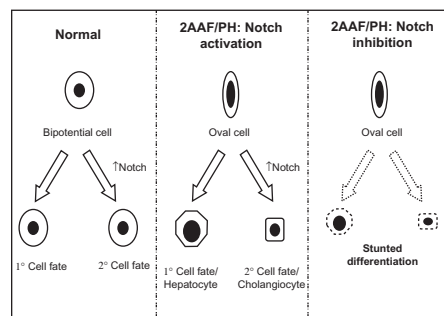 Normal
2AAF/PH: Notch
activation
2AAF/PH: Notch
inhibition
Bipotential cell
Oval cell
Oval cell
↑Notch
↑Notch
1° Cell fate
2° Cell fate
1° Cell fate/
Hepatocyte
2° Cell fate/
Cholangiocyte
Stunted
differentiation